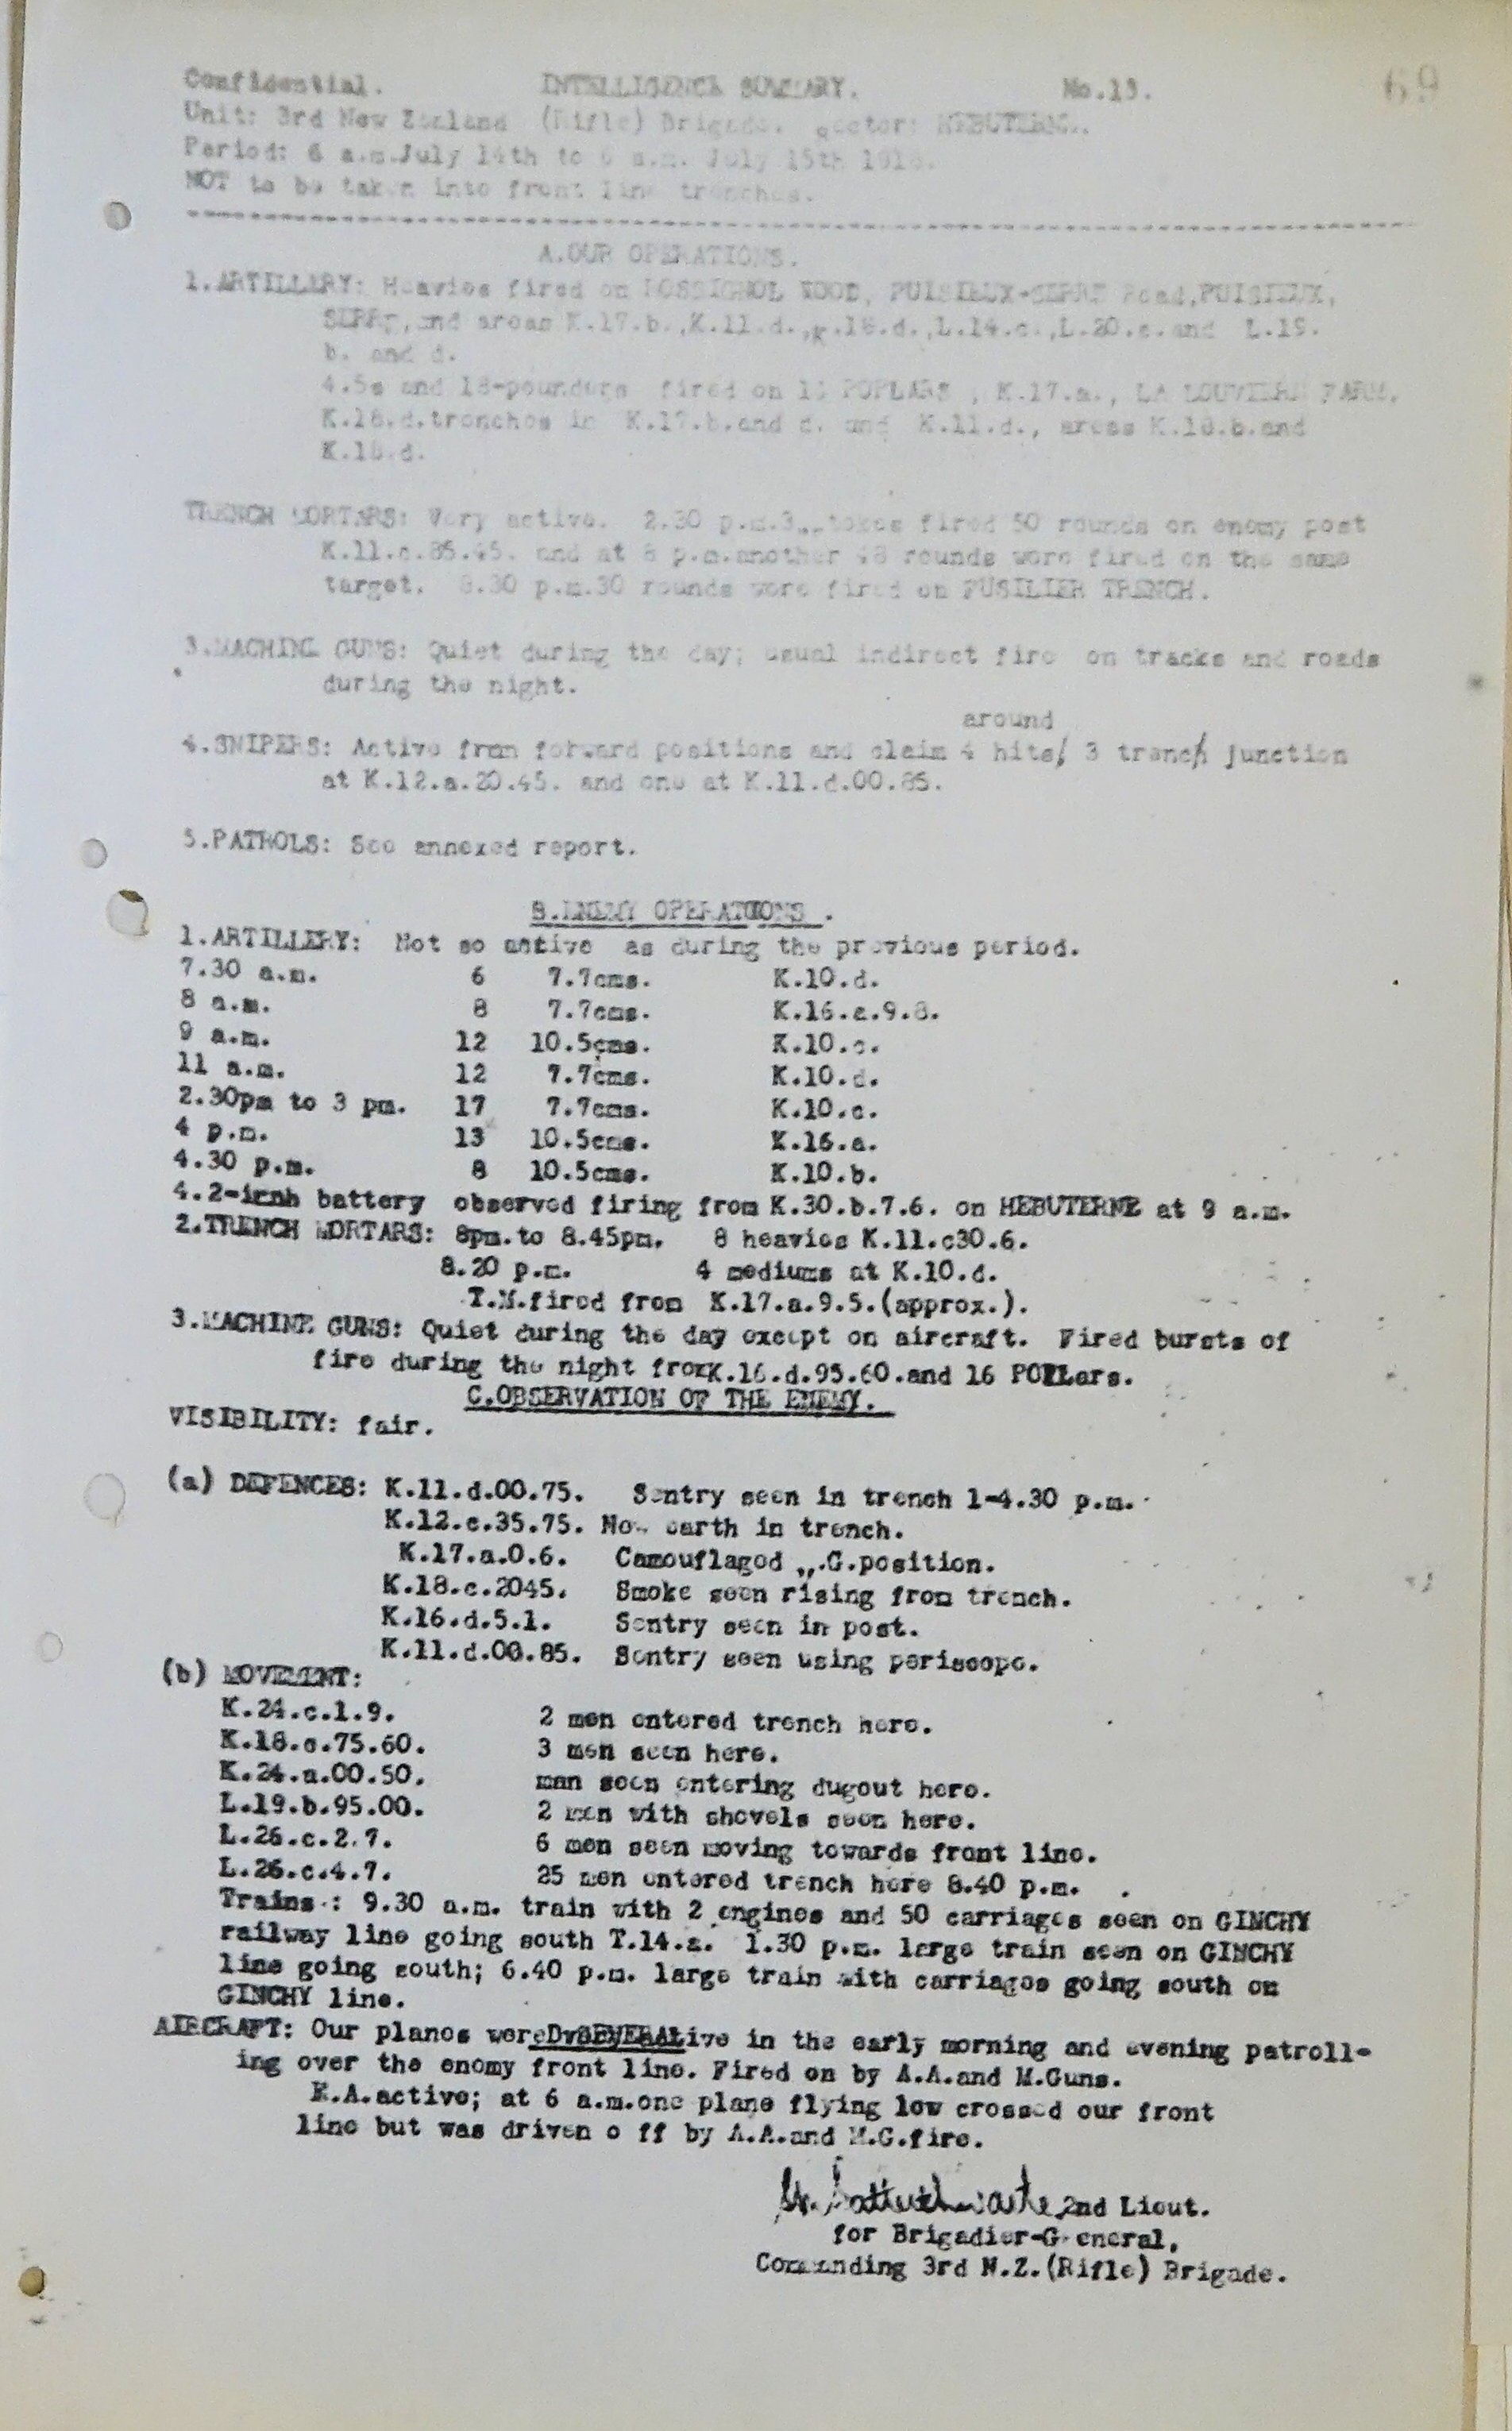 Confidential. INTELLIGENCE SUMMARY. No.13. 69
Unit: 3rd New Zealand (Rifle) Brigade. Sector: HEBUTERNE.
Period: 6 a.m.July 14th to 6 a.m. July 15th 1918.
NOT to be taken into front line trenches.
A.OUR OPERATIONS.
1.ARTILLARY: Heavies fired on ROSSIGNOL WOOD, PUISIEUX-SERRE Road,PUISIEUX,
SERRE,and areas K.17.b.,K.11.d.,K.18.d.,L.14.c.,L.20.c.and L.19.
b. and d.
4.5s and 18-pounders fired on POPLARS , K.17.a., LA LOUVIERE FARM,
K.18.d.tronches in K.17.b.and d. and K.11.d., areas K.18.b.and
K.18.d.
TRENCH MORTARS: Very active. 2.30 p.m.3 fired 50 rounds on enemy post
K.11.c.85.45. and at 8 p.m.another 48 rounds were fired on the same
target. 8.30 p.m.30 rounds were fired on FUSILIER TRENCH.
3.MACHINE GUNS: Quiet during the day; usual indirect fire on tracks and roads
during the night.
around
4.SNIPERS: Active from forward positions and claim 4 hits/ 3 trench junction
at K.12.a.20.45. and one at K.11.d.00.85.
5.PATROLS: See annexed report.
B.ENEMY OPERATIONS .
1.ARTILLERY: Not so active as during the previous period.
7.30 a.m. 6 7.7cms. K.10.d.
8 a.m. 8 7.7cms. K.16.a.9.8.
9 a.m. 12 10.5cms. K.10.c.
11 a.m. 12 7.7cms. K.10.d.
2.30pm to 3 pm. 17 7.7cms. K.10.c.
4 p.m. 13 10.5cms. K.16.a.
4.30 p.m. 8 10.5cms. K.10.b.
4.2-icnh battery observed firing from K.30.b.7.6. on HEBUTERNE at 9 a.m.
2.TRENCH MORTARS: 8pm.to 8.45pm. 8 heavies K.11.c30.6.
8.20 p.m. 4 mediums at K.10.d.
T.M.fired from K.17.a.9.5.(approx.).
3.MACHINE GUNS: Quiet during the day except on aircraft. Fired bursts of
fire during the night fromK.16.d.95.60.and 16 POPLars.
C.OBSERVATION OF THE ENEMY.
VISIBILITY: fair.
(a) DEFENCES: K.11.d.00.75. Sentry seen in trench 1-4.30 p.m.
K.12.c.35.75. New earth in trench.
K.17.a.0.6. Camouflaged .G.position.
K.18.c.2045. Smoke seen rising from trench.
K.16.d.5.1. Sentry seen in post.
K.11.d.00.85. Sentry seen using periscope.
(b) MOVEMENT:
K.24.c.1.9. 2 men entered trench here.
K.18.c.75.60. 3 men seen here.
K.24.a.00.50. man seen entering dugout here.
L.19.b.95.00. 2 men with shovels seen here.
L.26.c.2.7. 6 men seen moving towards front line.
L.26.c.4.7. 25 men entered trench here 8.40 p.m. .
Trains : 9.30 a.m. train with 2 engines and 50 carriages seen on GINCHY
railway line going south T.14.a. 1.30 p.m. large train seen on GINCHY
line going south; 6.40 p.m. large train with carriages going south on
GINCHY line.
AIRCRAFT: Our planes were in the early morning and evening patroll-
ing over the enemy front line. Fired on by A.A.and M.Guns.
E.A.active; at 6 a.m.one plane flying low crossed our front
line but was driven o ff by A.A.and M.G.fire.
2nd Lieut.
for Brigadier-General,
Commanding 3rd N.Z.(Rifle) Brigade.